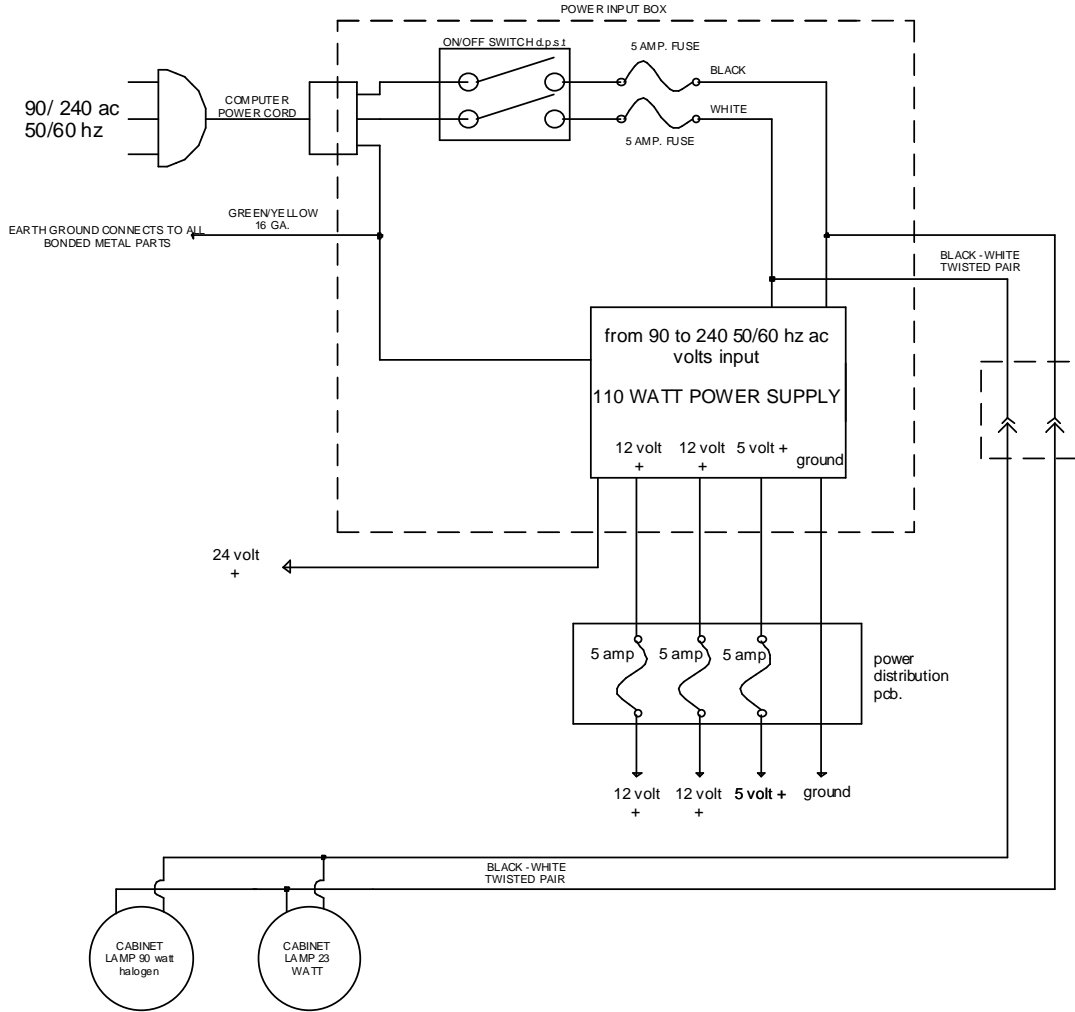 POWER INPUT BOX
ON/OFF SWITCH d.p.s.t
5 AMP. FUSE
BLACK
90/ 240 ac
50/60 hz
COMPUTER
POWER CORD
WHITE
5 AMP. FUSE
GREEN/YELLOW
16 GA.
EARTH GROUND CONNECTS TO ALL
BONDED METAL PARTS
BLACK - WHITE
TWISTED PAIR
from 90 to 240 50/60 hz ac
volts input
110 WATT POWER SUPPLY
12 volt
+
12 volt
+
5 volt +
ground
24 volt
+
5 amp
5 amp
5 amp
power
distribution
pcb.
12 volt
+
12 volt
+
5 volt +
ground
BLACK - WHITE
TWISTED PAIR
CABINET
LAMP 90 watt
halogen
CABINET
LAMP 23
WATT